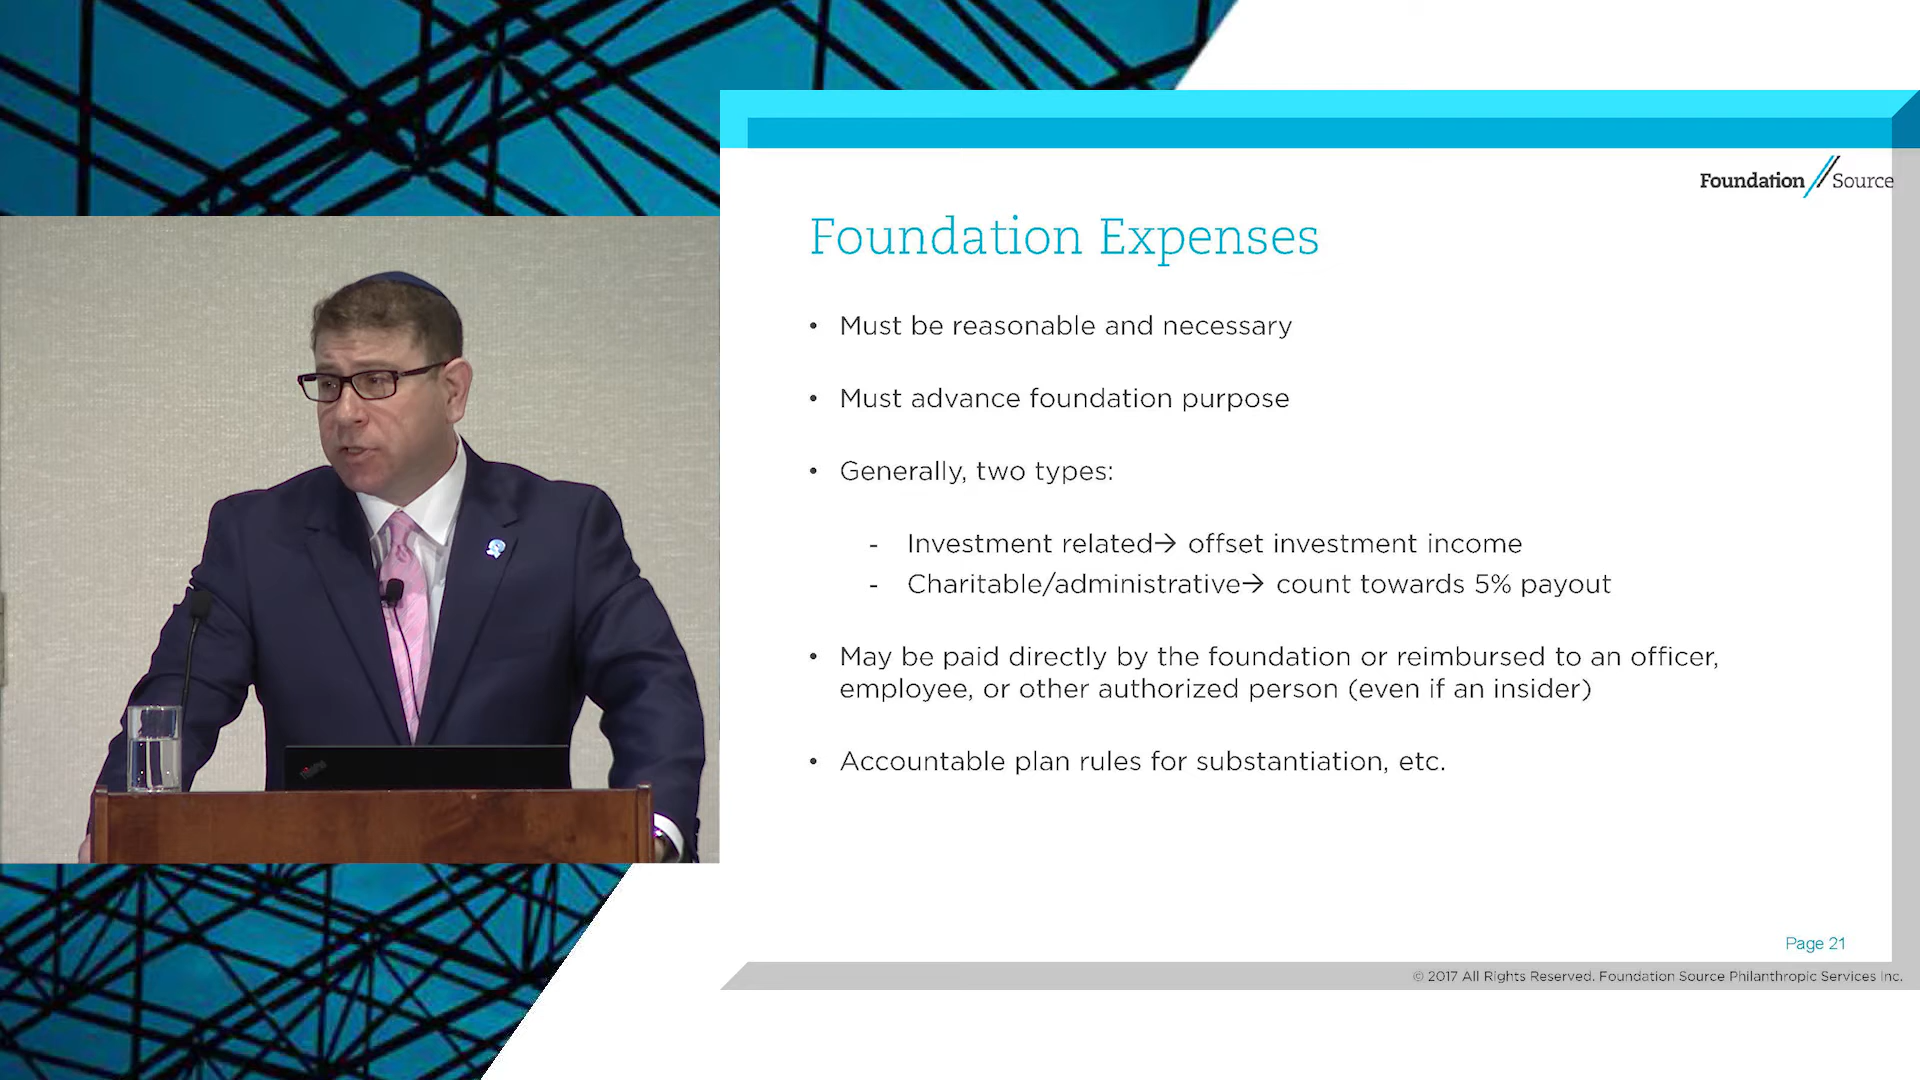 Foundation Source
Foundation Expenses
• Must be reasonable and necessary
• Must advance foundation purpose
• Generally, two types:
- Investment related→ offset investment income
- Charitable/administrative→ count towards 5% payout
• May be paid directly by the foundation or reimbursed to an officer,
employee, or other authorized person (even if an insider)
• Accountable plan rules for substantiation, etc.
Page 21
© 2017 All Rights Reserved. Foundation Source Philanthropic Services Inc.